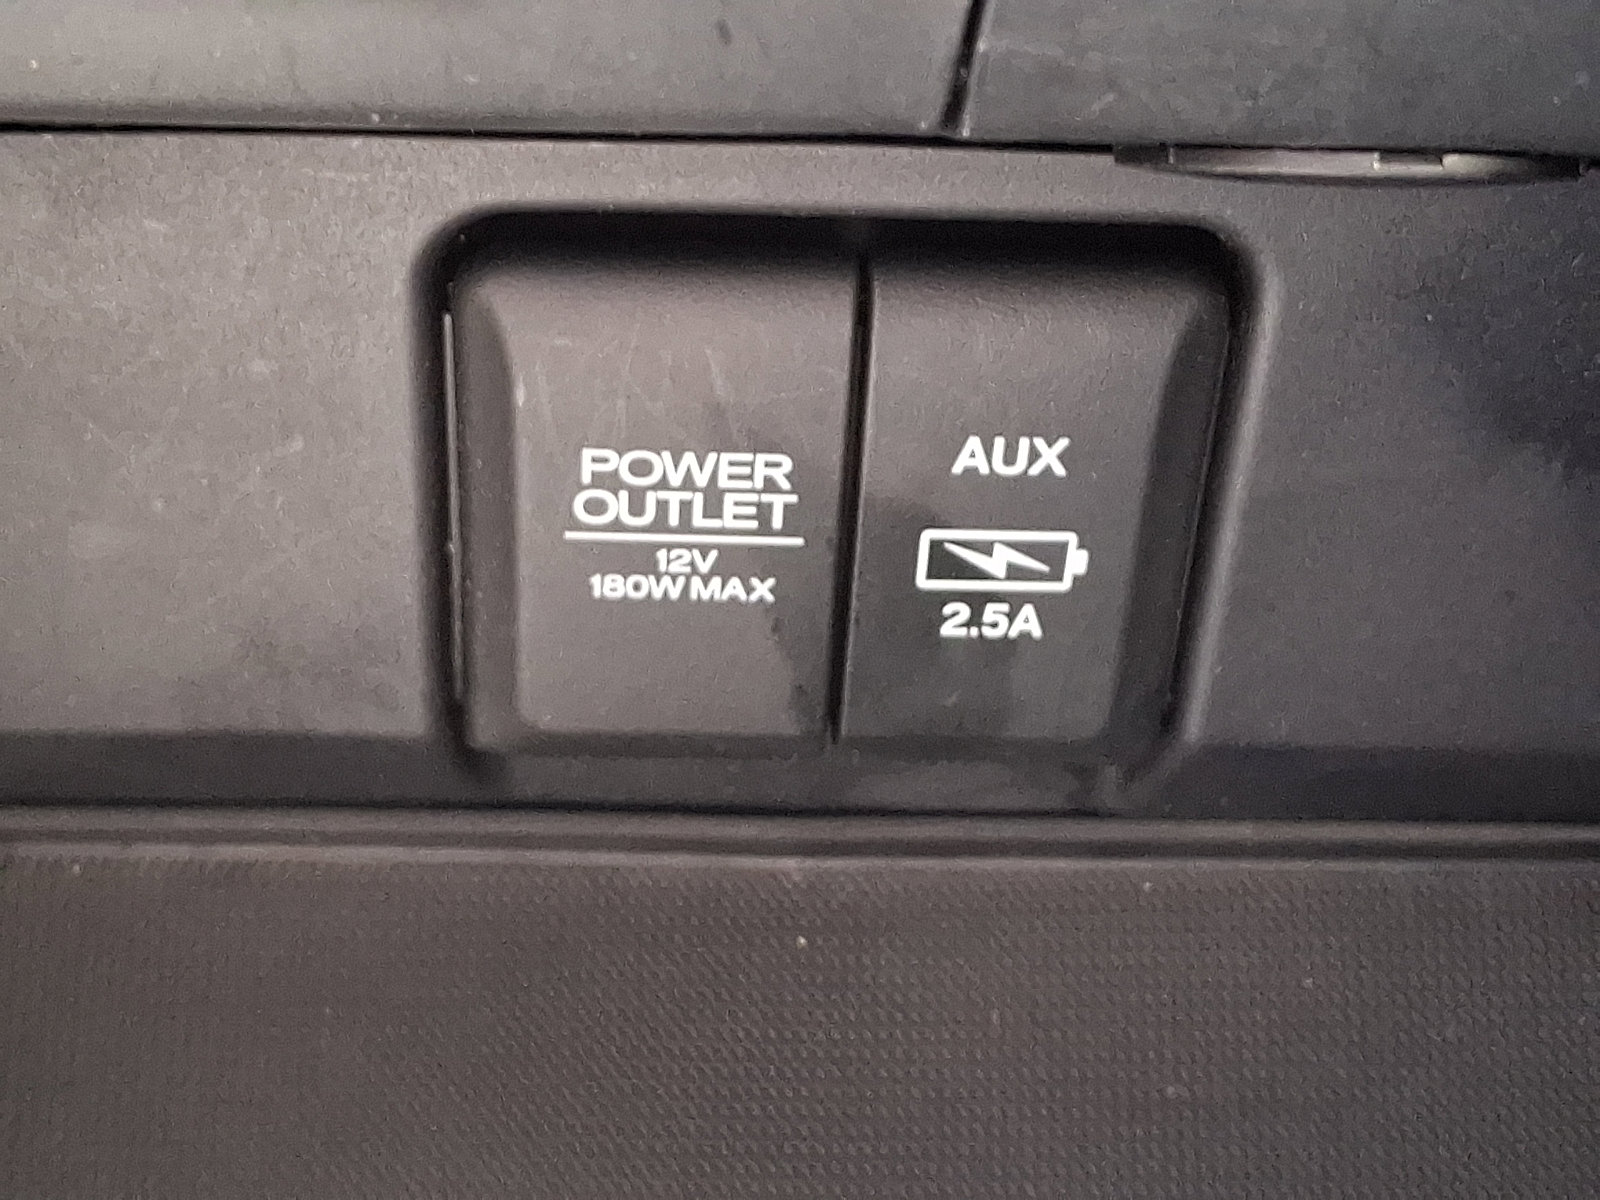 POWER
OUTLET
12V
180W MAX
AUX
2.5A